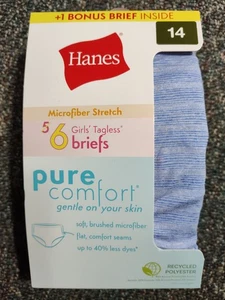 +1 BONUS BRIEF INSIDE
14
Hanes
Microfiber Stretch
5 6 Girls' Tagless®
briefs
pure
comfort®
gentle on your skin
soft, brushed microfiber
flat, comfort seams
up to 40% less dyes*
RECYCLED
POLYESTER